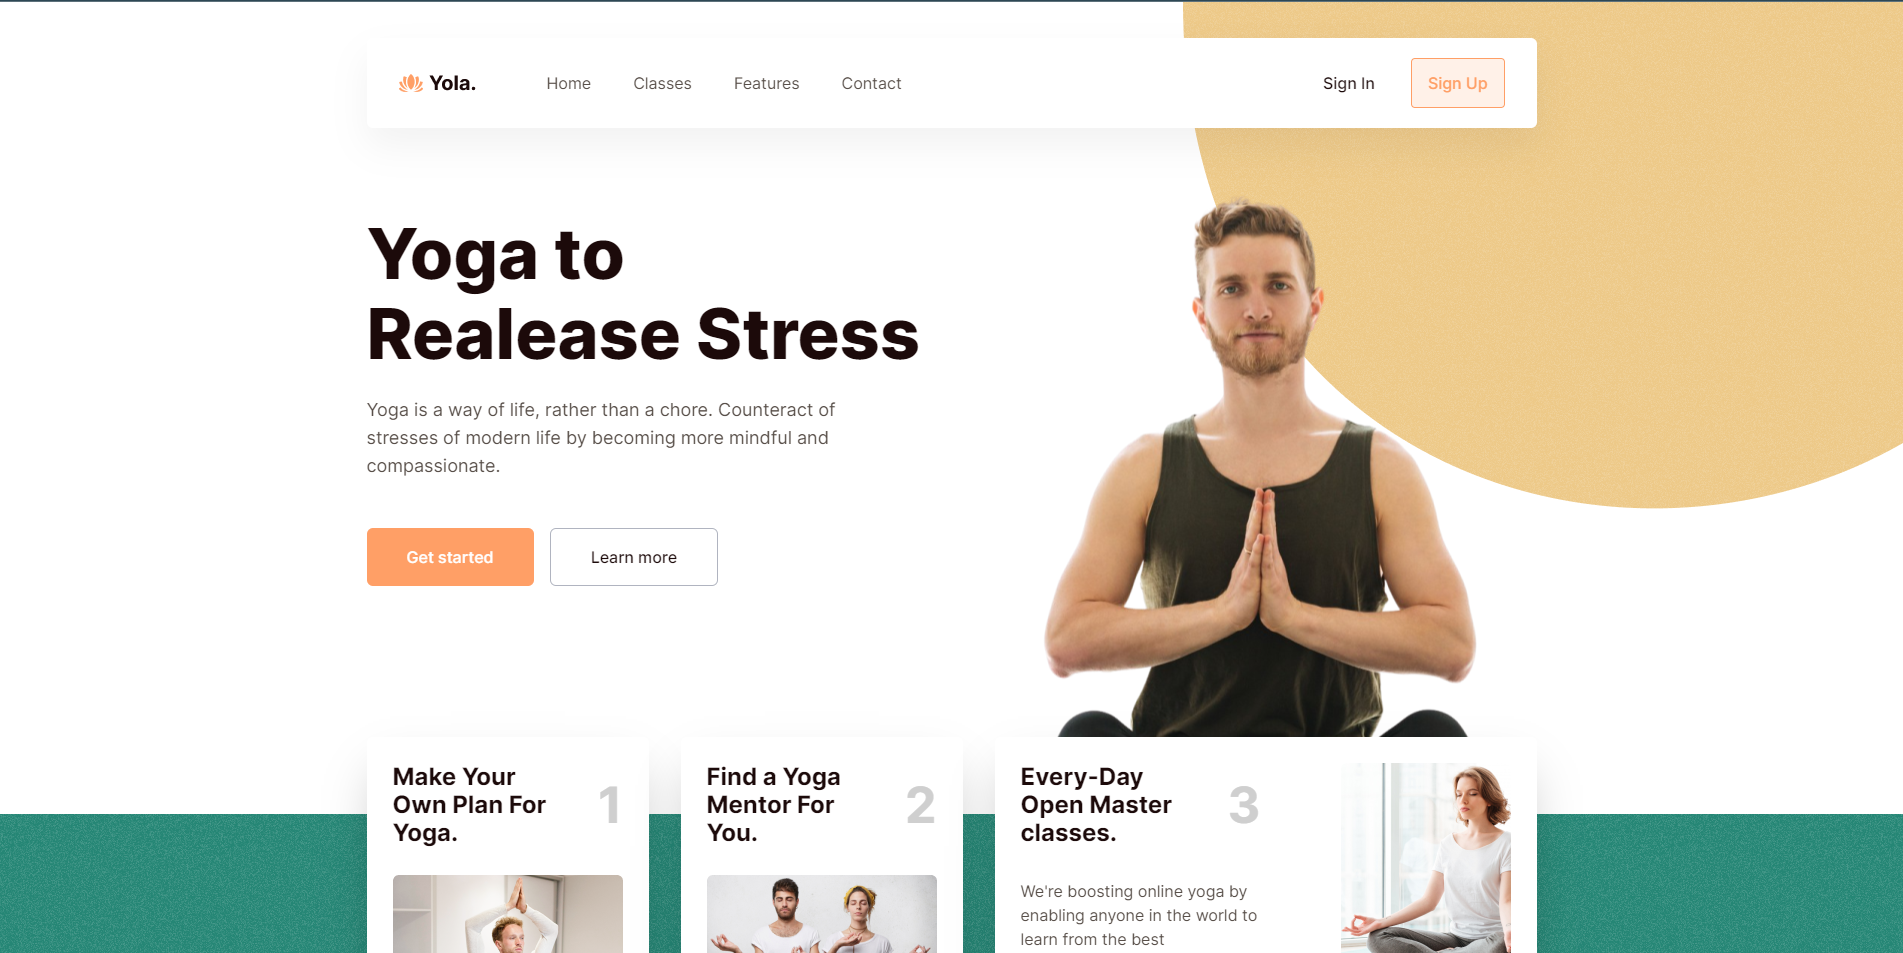 Yola.
Home
Classes
Features
Contact
Sign In
Sign Up
Yoga to
Realease Stress
Yoga is a way of life, rather than a chore. Counteract of
stresses of modern life by becoming more mindful and
compassionate.
Get started
Learn more
Make Your
Own Plan For
Yoga.
1
Find a Yoga
Mentor For
You.
2
Every-Day
Open Master
classes.
3
We're boosting online yoga by
enabling anyone in the world to
learn from the best